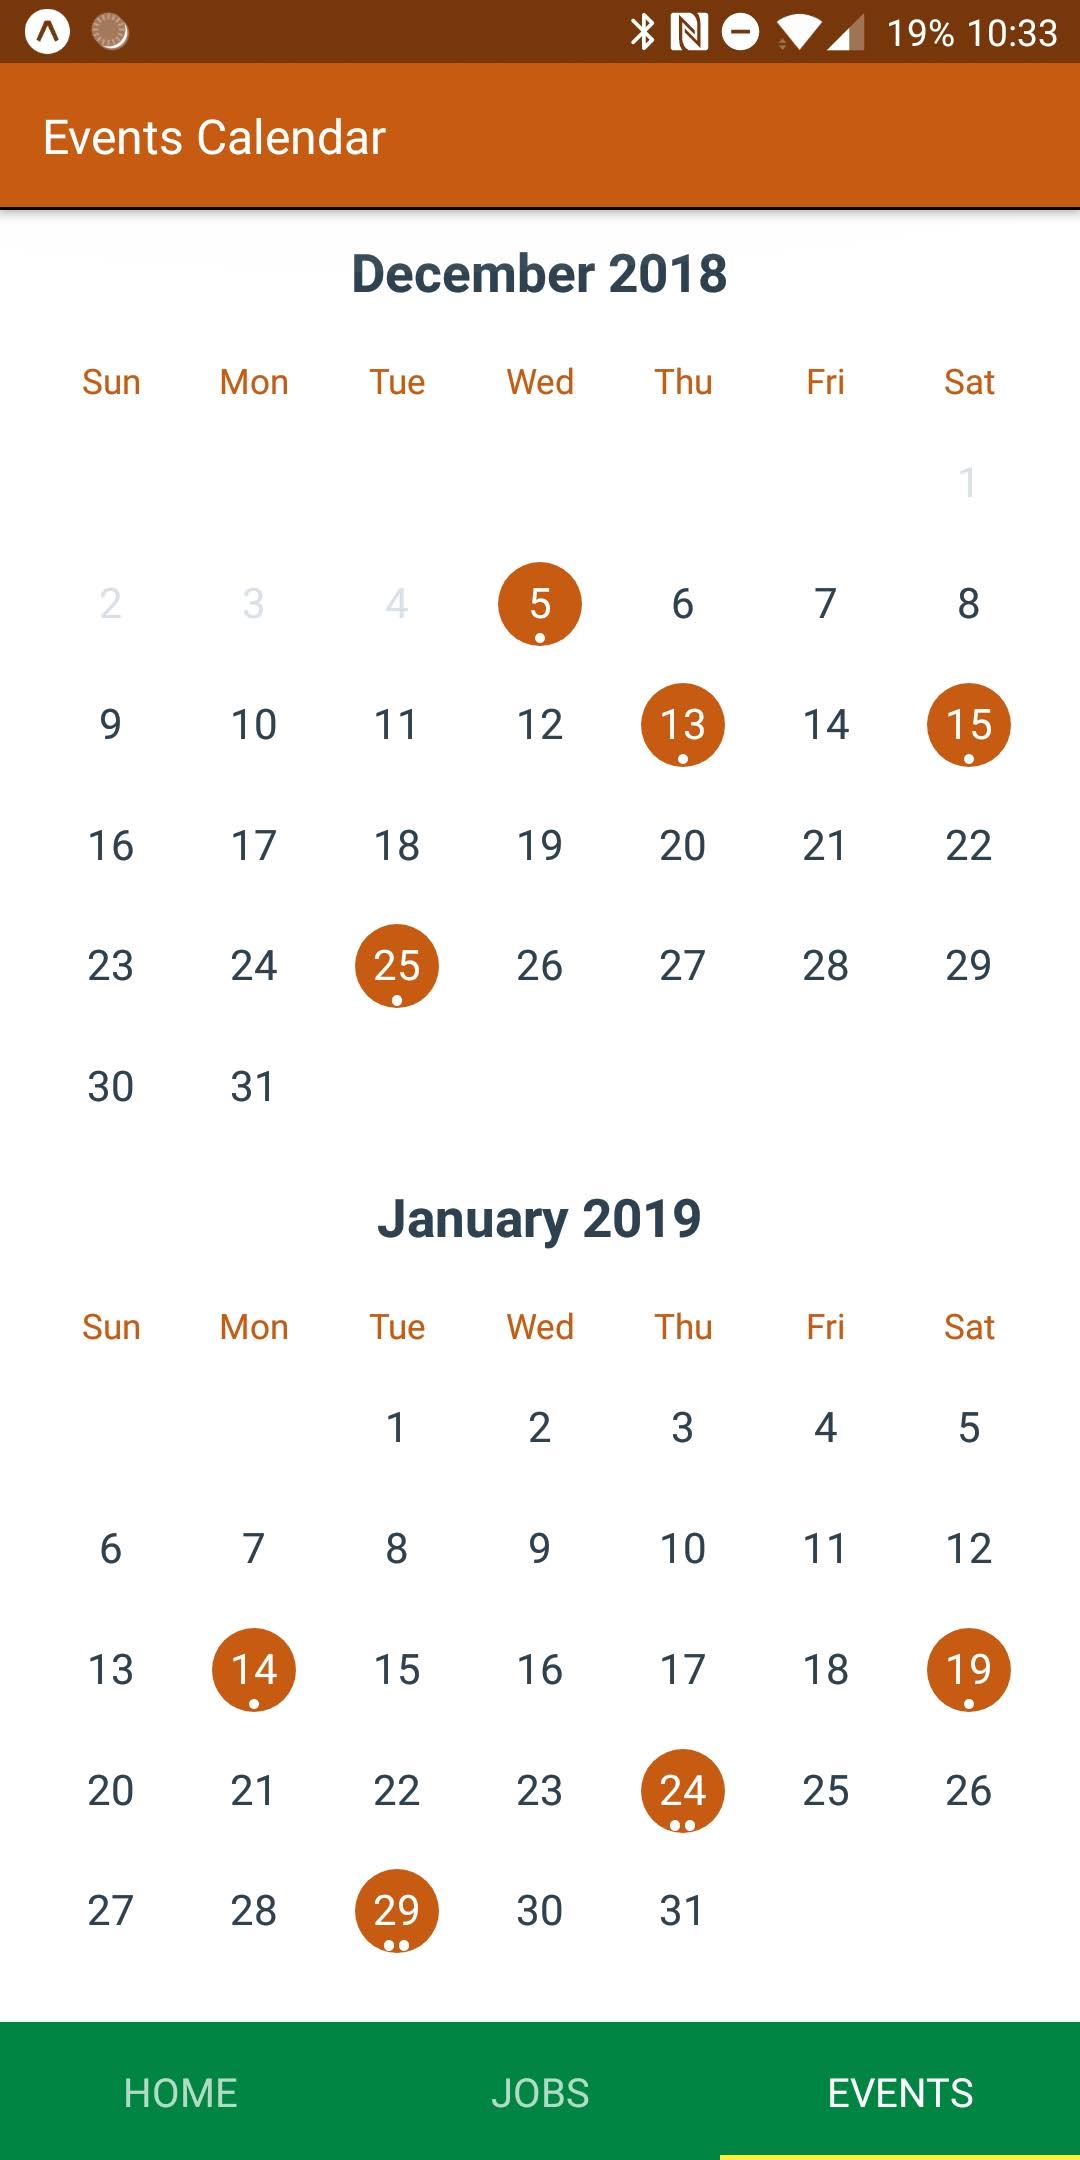 19% 10:33
Events Calendar
December 2018
Sun Mon Tue Wed Thu Fri Sat
1
2 3 4 5 6 7 8
9 10 11 12 13 14 15
16 17 18 19 20 21 22
23 24 25 26 27 28 29
30 31
January 2019
Sun Mon Tue Wed Thu Fri Sat
1 2 3 4 5
6 7 8 9 10 11 12
13 14 15 16 17 18 19
20 21 22 23 24 25 26
27 28 29 30 31
HOME JOBS EVENTS